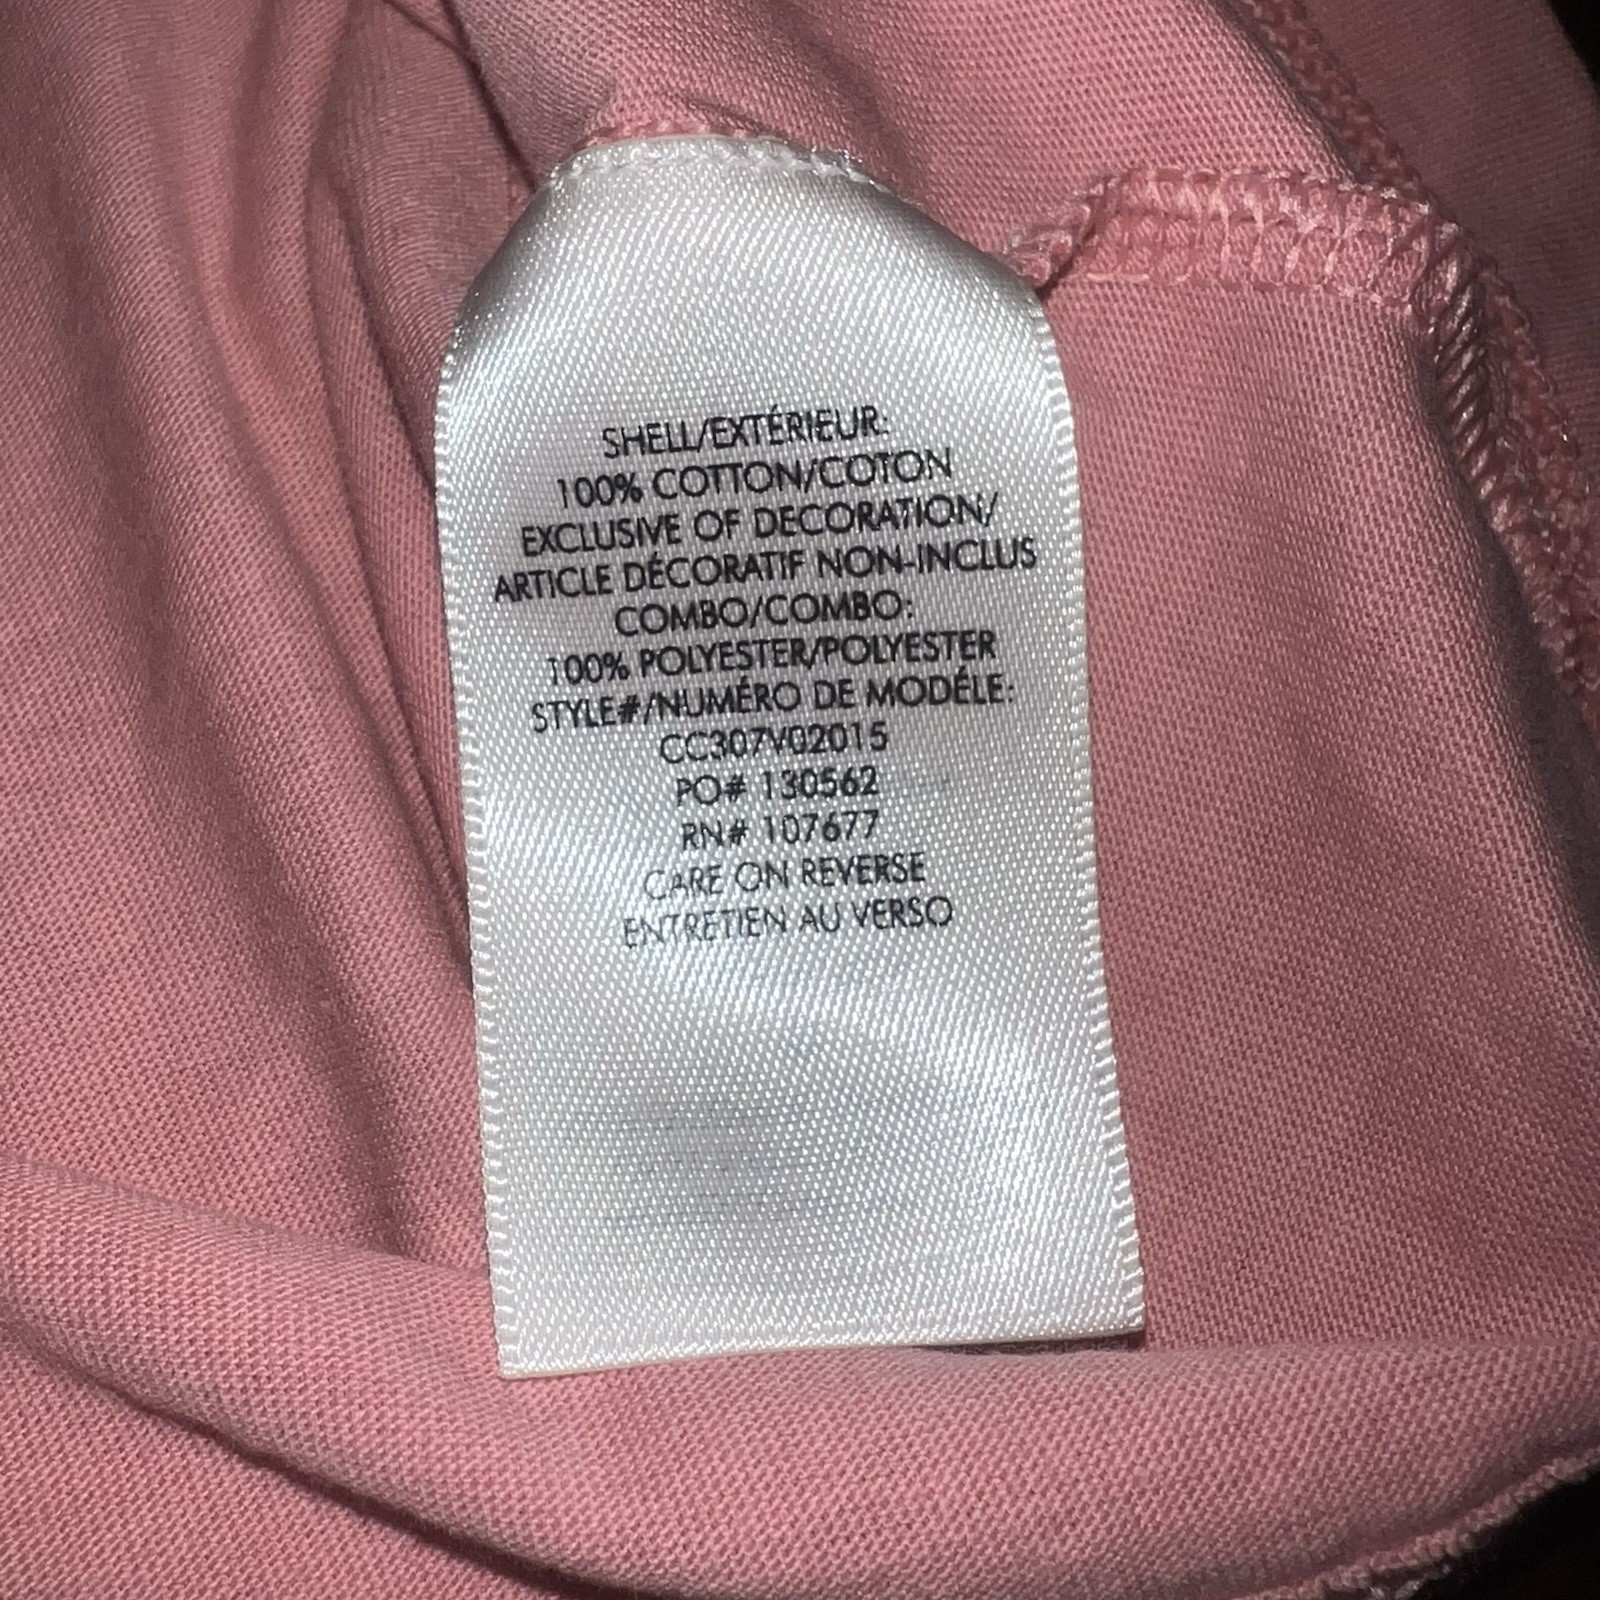 SHELL/EXTÉRIEUR:
100% COTTON/COTON
EXCLUSIVE OF DECORATION/
ARTICLE DÉCORATIF NON-INCLUS
COMBO/COMBO:
100% POLYESTER/POLYESTER
STYLE#/NUMÉRO DE MODÉLE:
CC307V02015
PO# 130562
RN# 107677
CARE ON REVERSE
ENTRETIEN AU VERSO